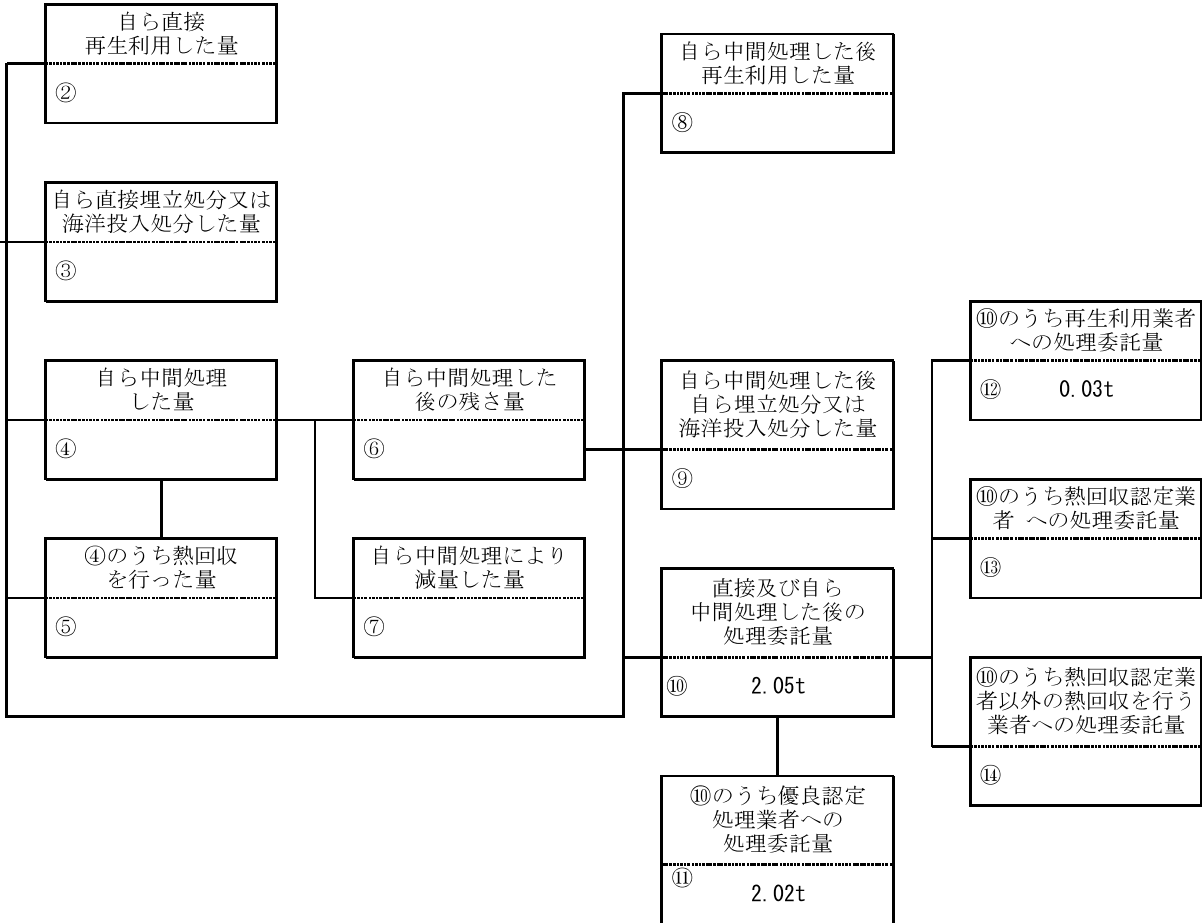 自ら直接
再生利用した量
②
自ら直接埋立処分又は
海洋投入処分した量
③
自ら中間処理
した量
④
④のうち熱回収
を行った量
⑤
自ら中間処理した
後の残さ量
⑥
自ら中間処理により
減量した量
⑦
自ら中間処理した後
再生利用した量
⑧
自ら中間処理した後
自ら埋立処分又は
海洋投入処分した量
⑨
直接及び自ら
中間処理した後の
処理委託量
⑩ 2.05t
⑩のうち優良認定
処理業者への
処理委託量
⑪ 2.02t
⑩のうち再生利用業者
への処理委託量
⑫ 0.03t
⑩のうち熱回収認定業
者 への処理委託量
⑬
⑩のうち熱回収認定業
者以外の熱回収を行う
業者への処理委託量
⑭